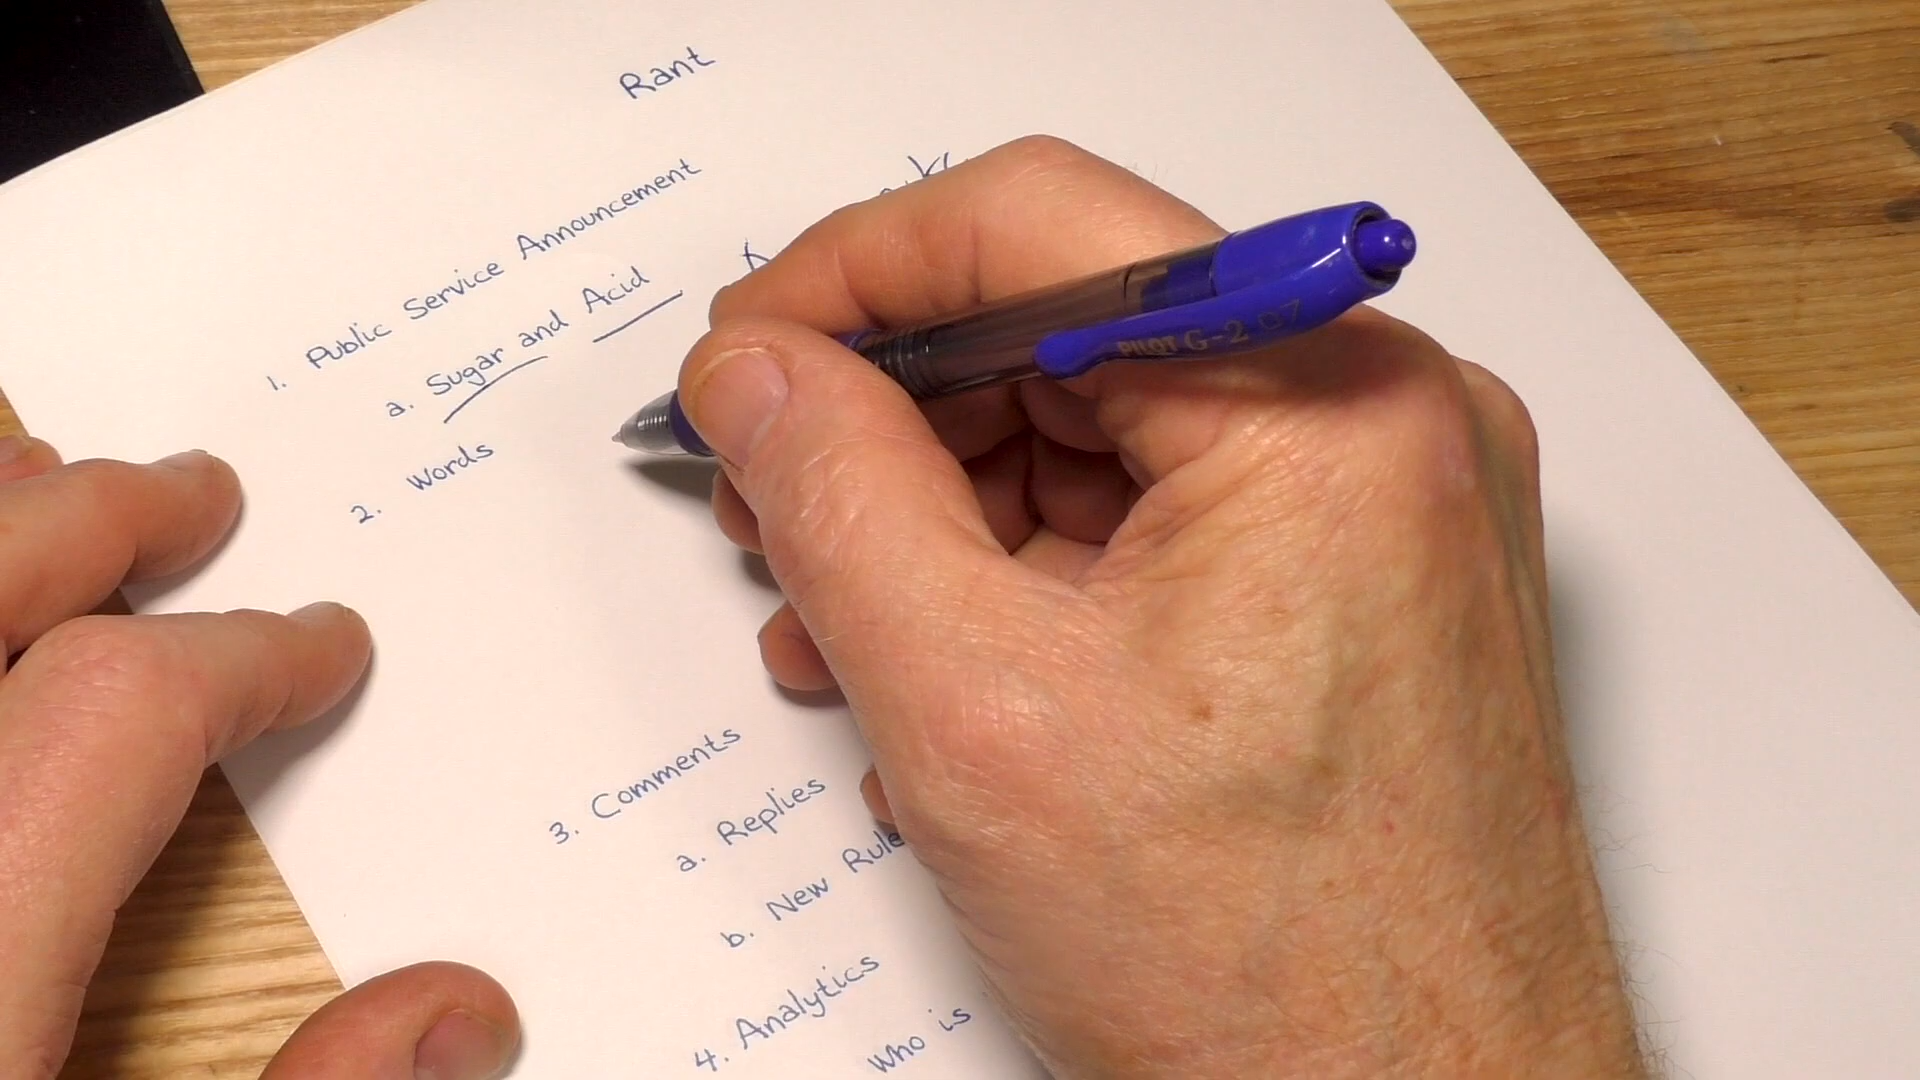 Rant
1. Public Service Announcement
a. Sugar and Acid
2. Words
3. Comments
a. Replies
b. New Rule
4. Analytics
Who is
PILOT G-2 07